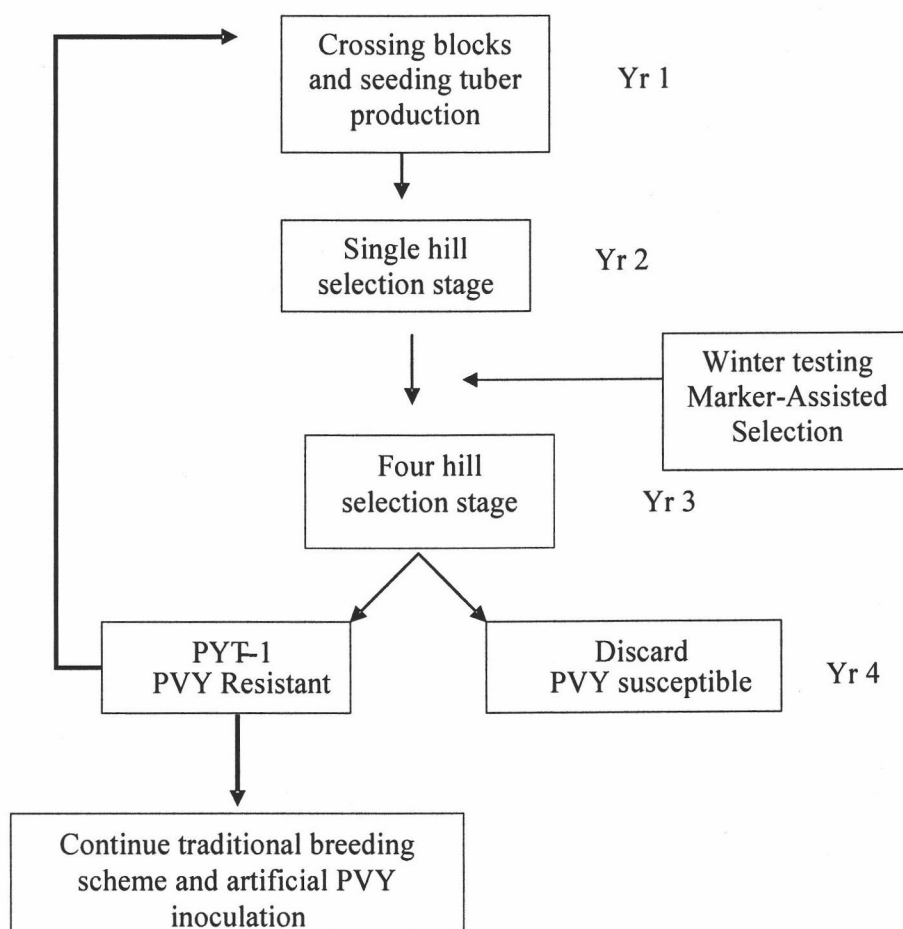 Crossing blocks
and seeding tuber
production
Yr 1
Single hill
selection stage
Yr 2
Winter testing
Marker-Assisted
Selection
Four hill
selection stage
Yr 3
PYT-1
PVY Resistant
Discard
PVY susceptible
Yr 4
Continue traditional breeding
scheme and artificial PVY
inoculation